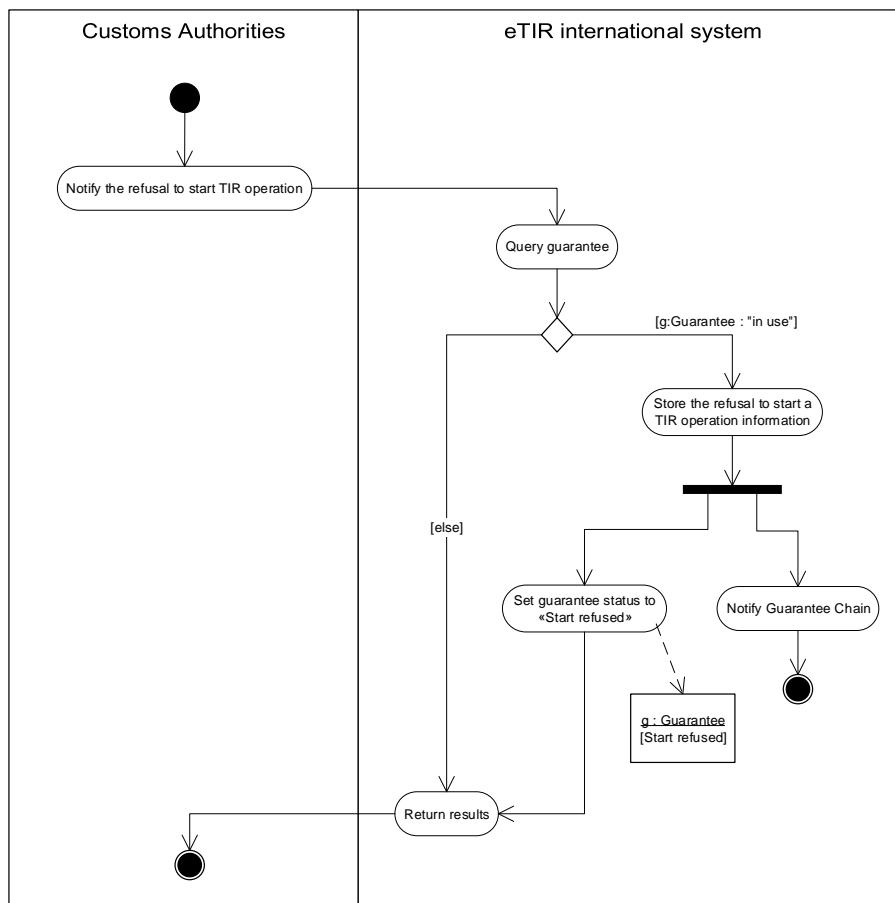 Customs Authorities
eTIR international system
Notify the refusal to start TIR operation
Query guarantee
[g:Guarantee : "in use"]
Store the refusal to start a
TIR operation information
[else]
Set guarantee status to
«Start refused»
Notify Guarantee Chain
g : Guarantee
[Start refused]
Return results